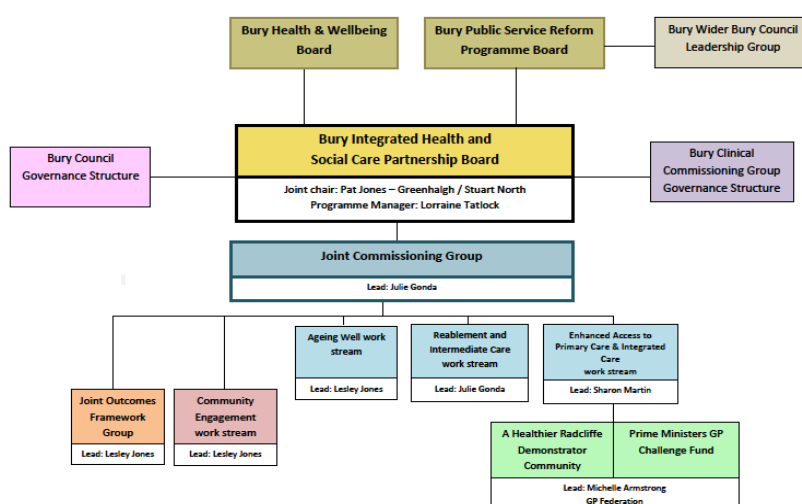 Bury Health & Wellbeing
Board
Bury Public Service Reform
Programme Board
Bury Wider Bury Council
Leadership Group
Bury Council
Governance Structure
Bury Integrated Health and
Social Care Partnership Board
Joint chair: Pat Jones – Greenhalgh / Stuart North
Programme Manager: Lorraine Tatlock
Bury Clinical
Commissioning Group
Governance Structure
Joint Commissioning Group
Lead: Julie Gonda
Ageing Well work
stream
Lead: Lesley Jones
Reablement and
Intermediate Care
work stream
Lead: Julie Gonda
Enhanced Access to
Primary Care & Integrated
Care
work stream
Lead: Sharon Martin
Joint Outcomes
Framework
Group
Lead: Lesley Jones
Community
Engagement
work stream
Lead: Lesley Jones
A Healthier Radcliffe
Demonstrator
Community
Prime Ministers GP
Challenge Fund
Lead: Michelle Armstrong
GP Federation